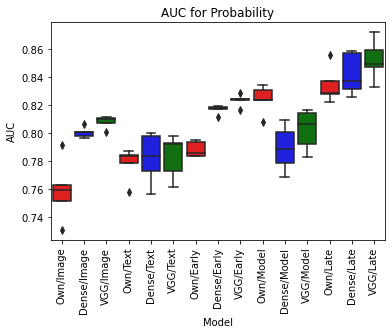 AUC for Probability
AUC
0.86
0.84
0.82
0.80
0.78
0.76
0.74
Own/Image
Dense/Image
VGG/Image
Own/Text
Dense/Text
VGG/Text
Own/Early
Dense/Early
VGG/Early
Own/Model
Dense/Model
VGG/Model
Own/Late
Dense/Late
VGG/Late
Model